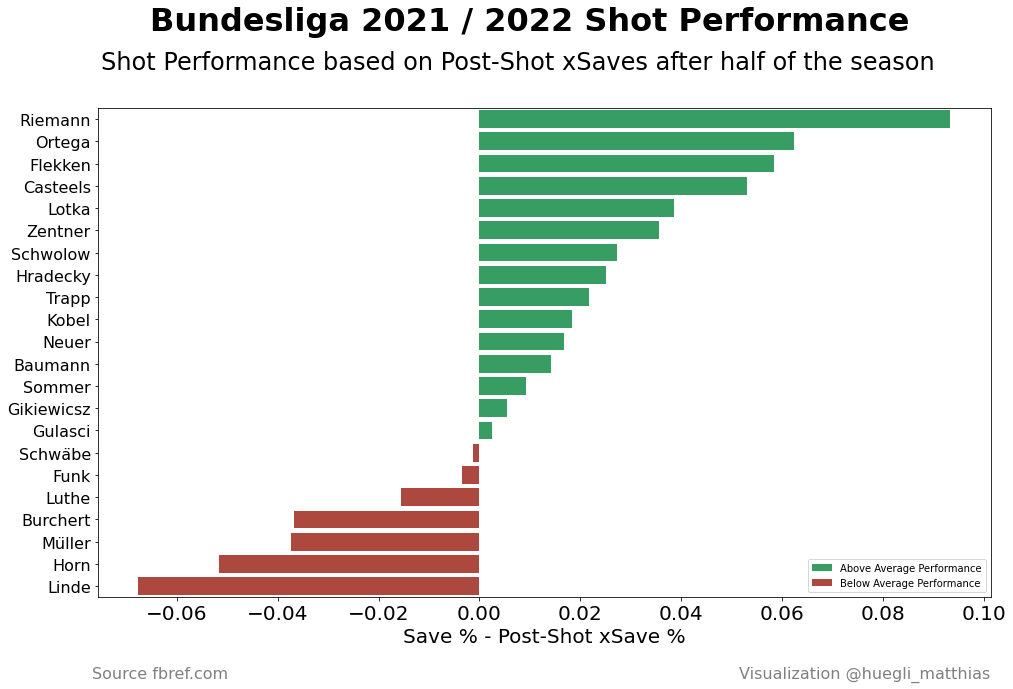 Bundesliga 2021 / 2022 Shot Performance
Shot Performance based on Post-Shot xSaves after half of the season
Riemann
Ortega
Flekken
Casteels
Lotka
Zentner
Schwolow
Hradecky
Trapp
Kobel
Neuer
Baumann
Sommer
Gikiewicsz
Gulasci
Schwäbe
Funk
Luthe
Burchert
Müller
Horn
Linde
Above Average Performance
Below Average Performance
−0.06 −0.04 −0.02 0.00 0.02 0.04 0.06 0.08 0.10
Save % - Post-Shot xSave %
Source fbref.com
Visualization @huegli_matthias